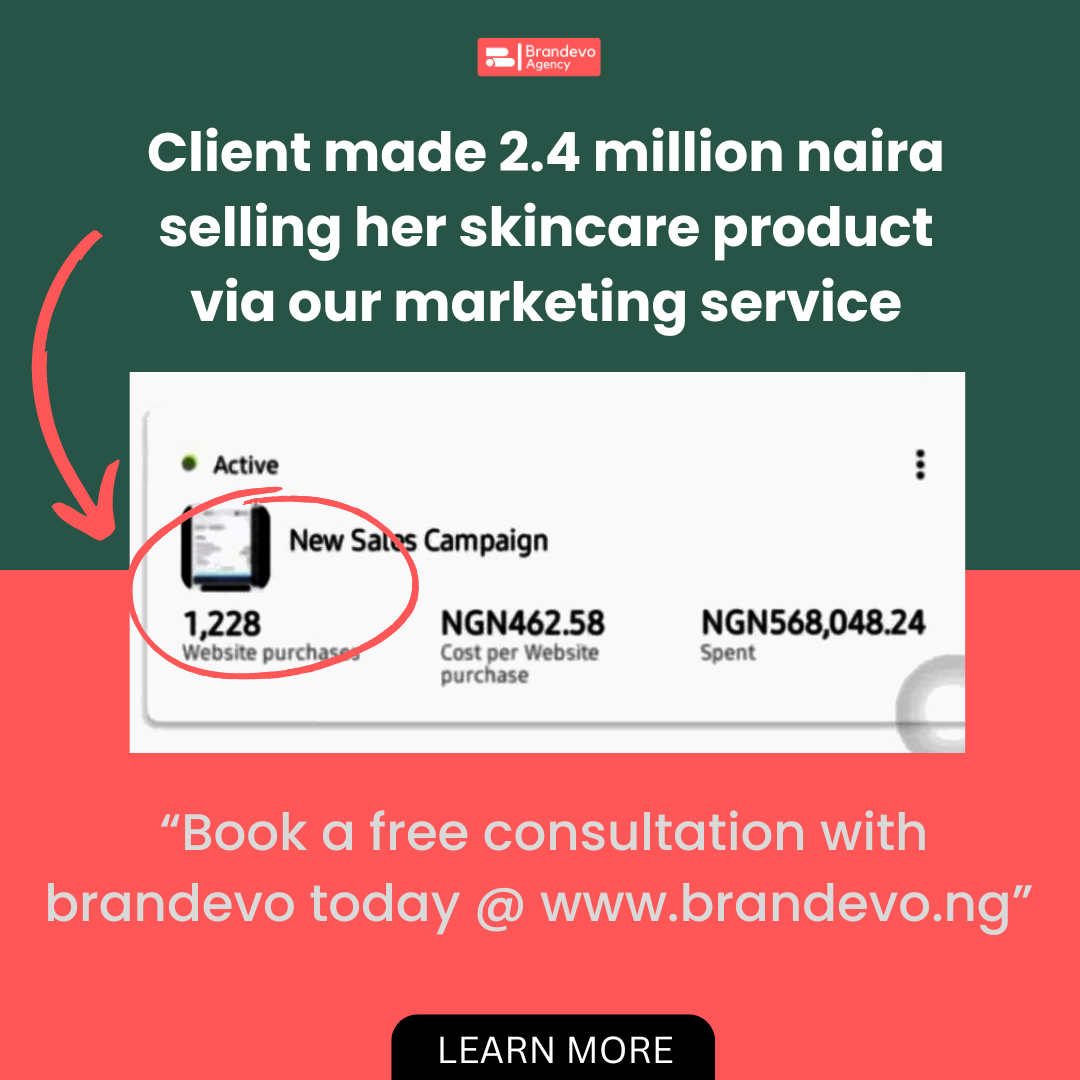 Brandevo
Agency
Client made 2.4 million naira
selling her skincare product
via our marketing service
Active
New Sales Campaign
1,228
Website purchases
NGN462.58
Cost per Website
purchase
NGN568,048.24
Spent
“Book a free consultation with
brandevo today @ www.brandevo.ng”
LEARN MORE